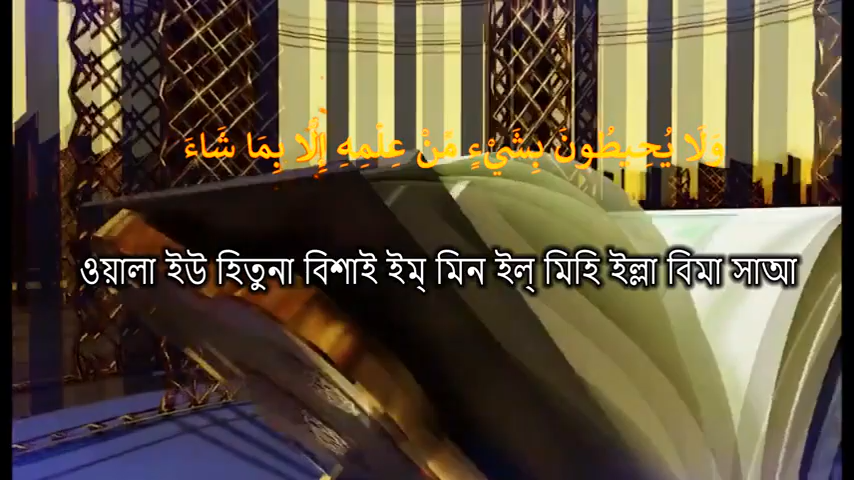 وَلَا يُحِيطُونَ بِشَيْءٍ مِّنْ عِلْمِهِ إِلَّا بِمَا شَاءَ
ওয়ালা ইউ হিতুনা বিশাই ইম্ মিন ইল্ মিহি ইল্লা বিমা সাআ